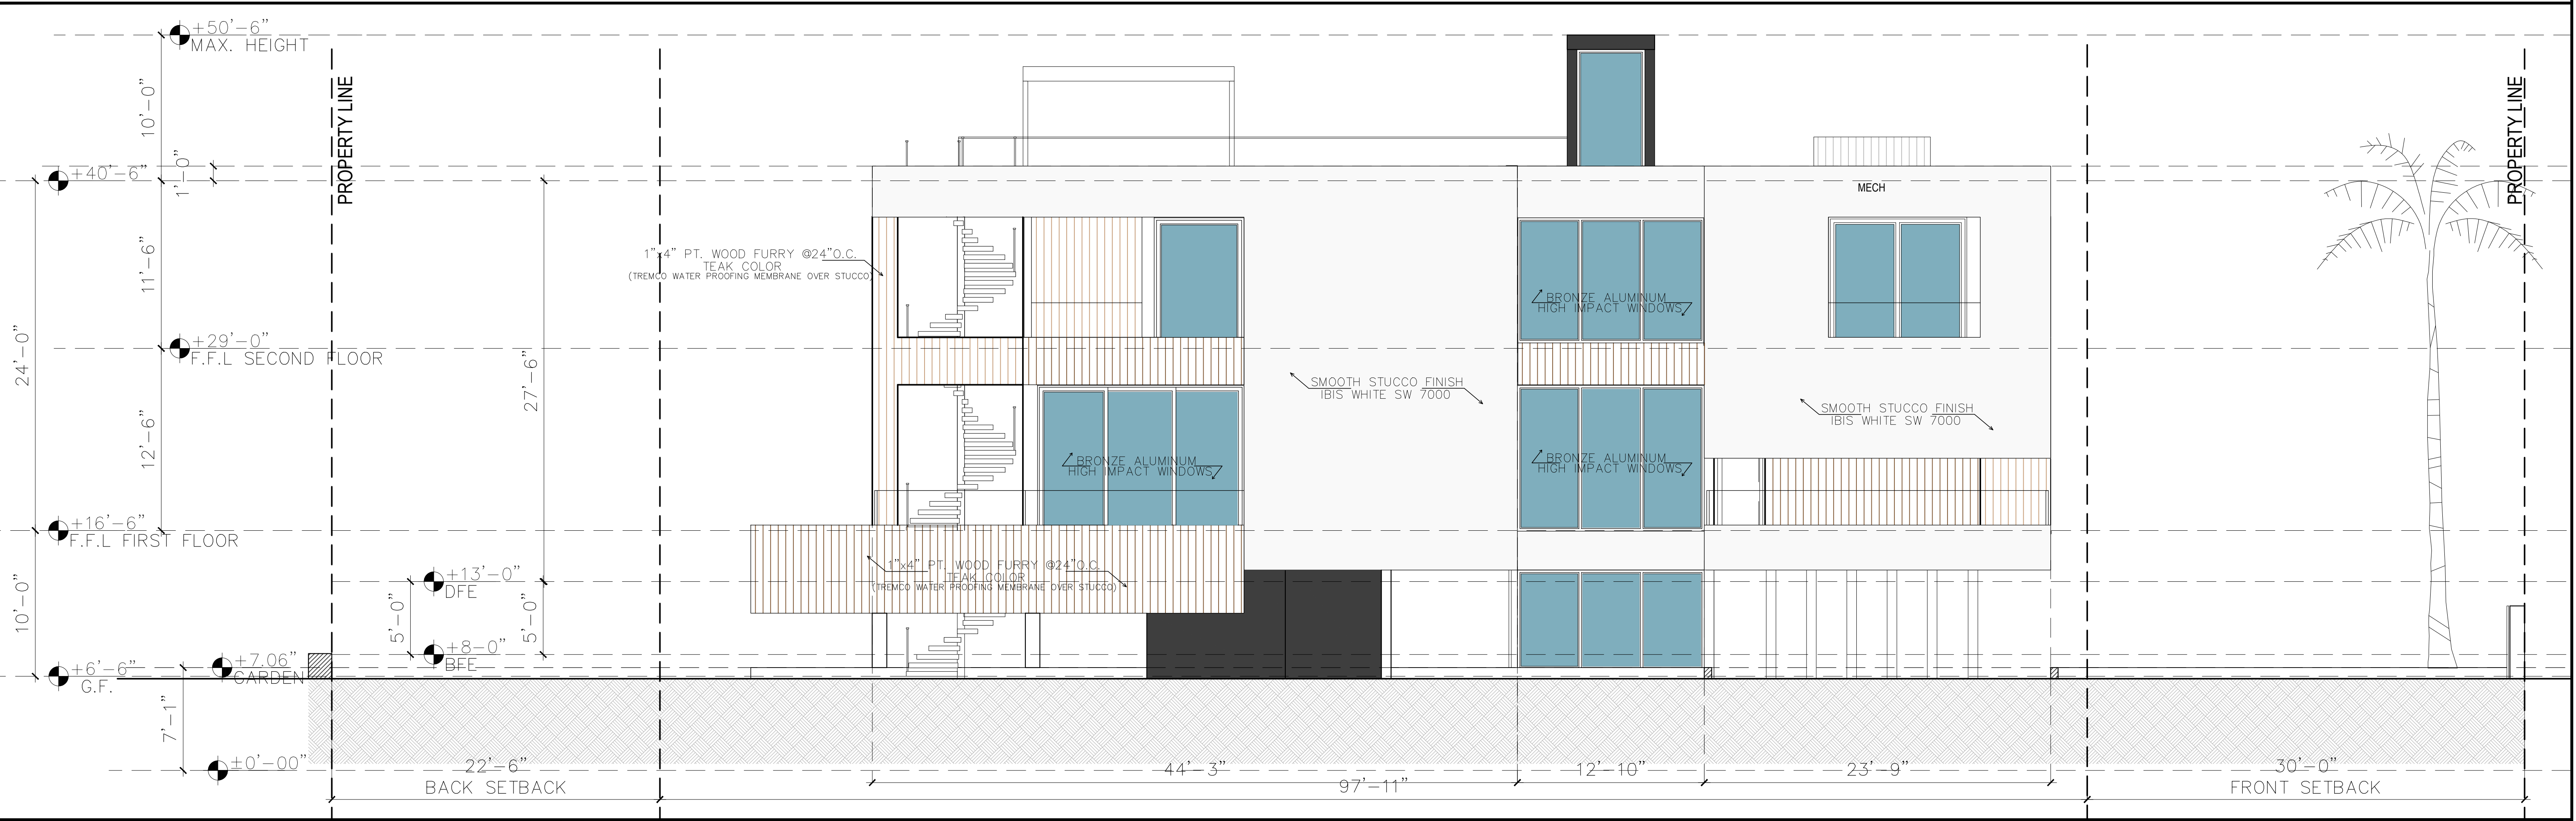 +50'-6"
MAX. HEIGHT
10'-0"
PROPERTY LINE
PROPERTY LINE
+40'-6"
1'-0"
MECH
11'-6"
1"x4" PT. WOOD FURRY @24"O.C.
TEAK COLOR
(TREMCO WATER PROOFING MEMBRANE OVER STUCCO)
BRONZE ALUMINUM
HIGH IMPACT WINDOWS
24'-0"
+29'-0"
F.F.L SECOND FLOOR
27'-6"
SMOOTH STUCCO FINISH
IBIS WHITE SW 7000
SMOOTH STUCCO FINISH
IBIS WHITE SW 7000
12'-6"
BRONZE ALUMINUM
HIGH IMPACT WINDOWS
BRONZE ALUMINUM
HIGH IMPACT WINDOWS
+16'-6"
F.F.L FIRST FLOOR
1"x4" PT. WOOD FURRY @24"O.C.
TEAK COLOR
(TREMCO WATER PROOFING MEMBRANE OVER STUCCO)
10'-0"
+13'-0"
DFE
5'-0"
5'-0"
+8-0"
BFE
+7.06"
GARDEN
+6'-6"
G.F.
7'-1"
±0'-00"
22'-6"
BACK SETBACK
44'-3"
97'-11"
12'-10"
23'-9"
30'-0"
FRONT SETBACK